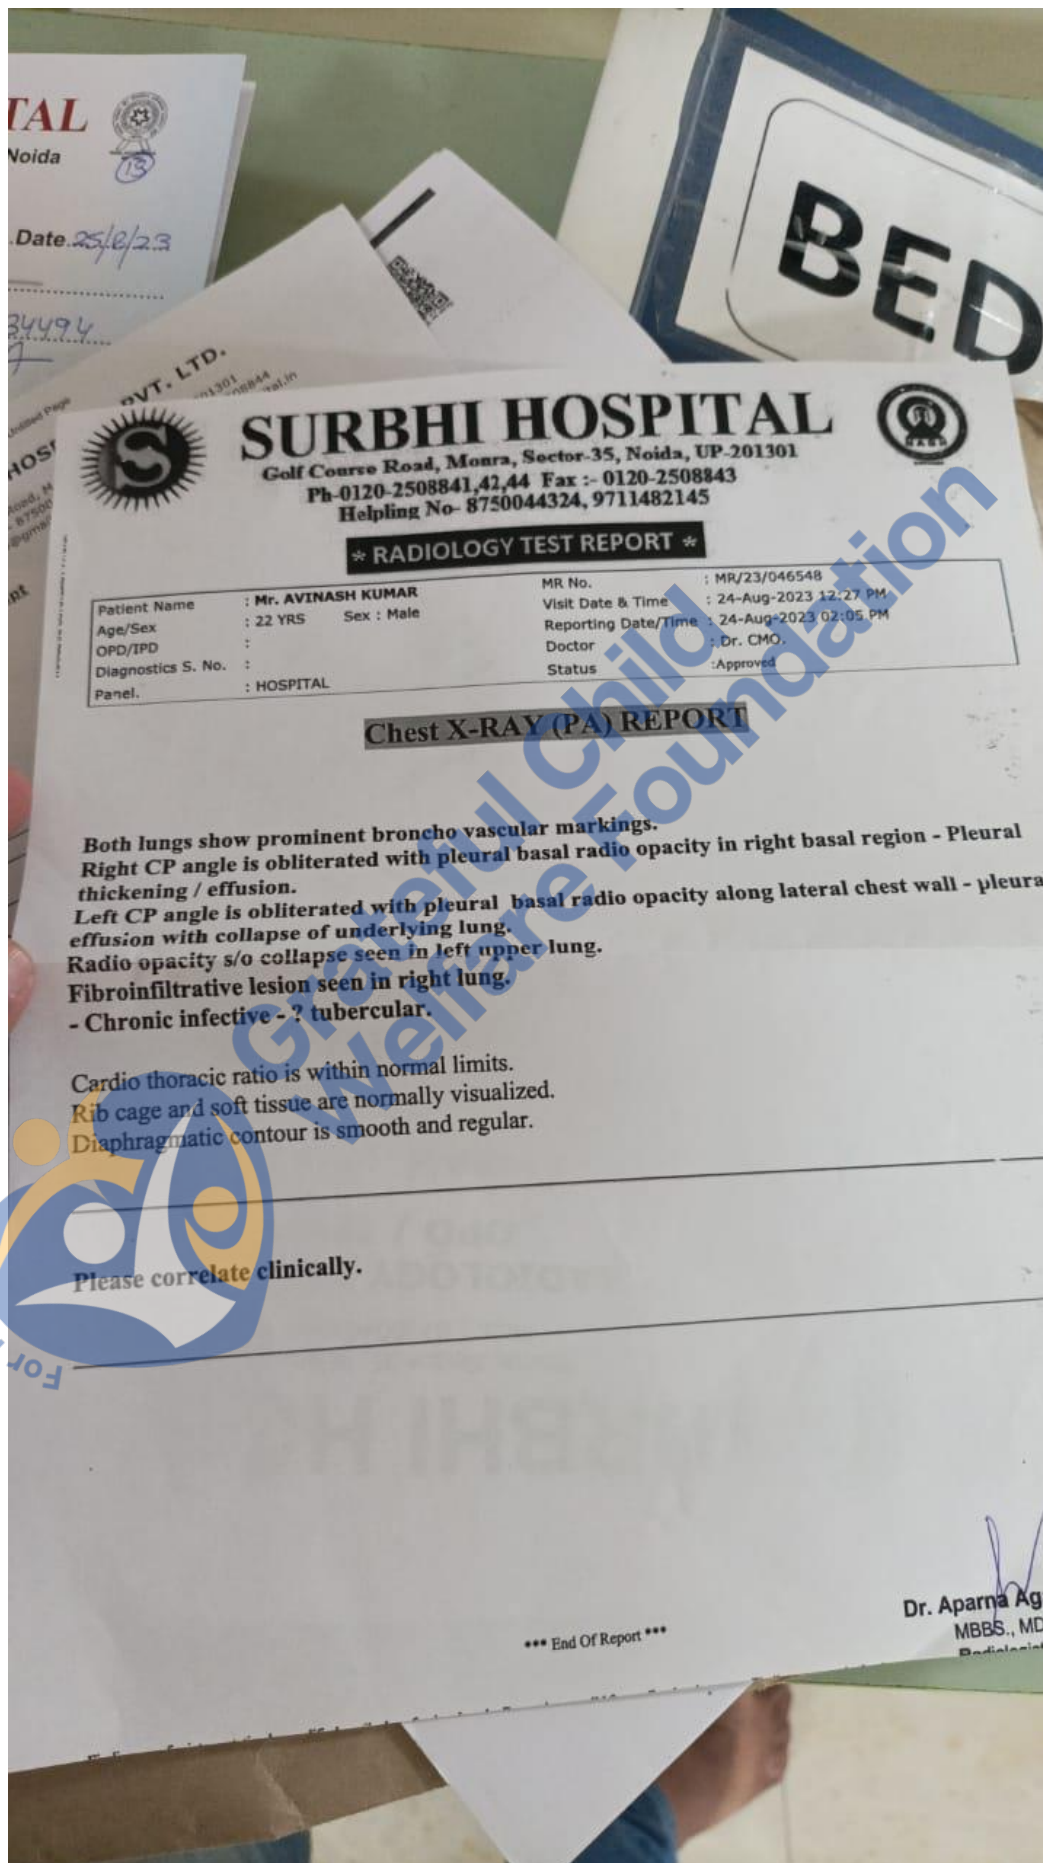 TAL
Noida
13
Date 25/8/23
34494
BED
PVT. LTD.
SURBHI HOSPITAL
Golf Course Road, Monra, Sector-35, Noida, UP-201301
Ph-0120-2508841,42,44 Fax :- 0120-2508843
Helpling No- 8750044324, 9711482145
* RADIOLOGY TEST REPORT *
Patient Name : Mr. AVINASH KUMAR
Age/Sex : 22 YRS Sex : Male
OPD/IPD :
Diagnostics S. No. :
Panel. : HOSPITAL
MR No. : MR/23/046548
Visit Date & Time : 24-Aug-2023 12:27 PM
Reporting Date/Time : 24-Aug-2023 02:05 PM
Doctor : Dr. CMO.
Status :Approved
Chest X-RAY (PA) REPORT
Both lungs show prominent broncho vascular markings.
Right CP angle is obliterated with pleural basal radio opacity in right basal region - Pleural
thickening / effusion.
Left CP angle is obliterated with pleural basal radio opacity along lateral chest wall - pleura
effusion with collapse of underlying lung.
Radio opacity s/o collapse seen in left upper lung.
Fibroinfiltrative lesion seen in right lung.
- Chronic infective - ? tubercular.
Cardio thoracic ratio is within normal limits.
Rib cage and soft tissue are normally visualized.
Diaphragmatic contour is smooth and regular.
Please correlate clinically.
Dr. Aparna Ag
MBBS., MD
Radiologist
*** End Of Report ***
Grateful Child
Welfare Foundation
For